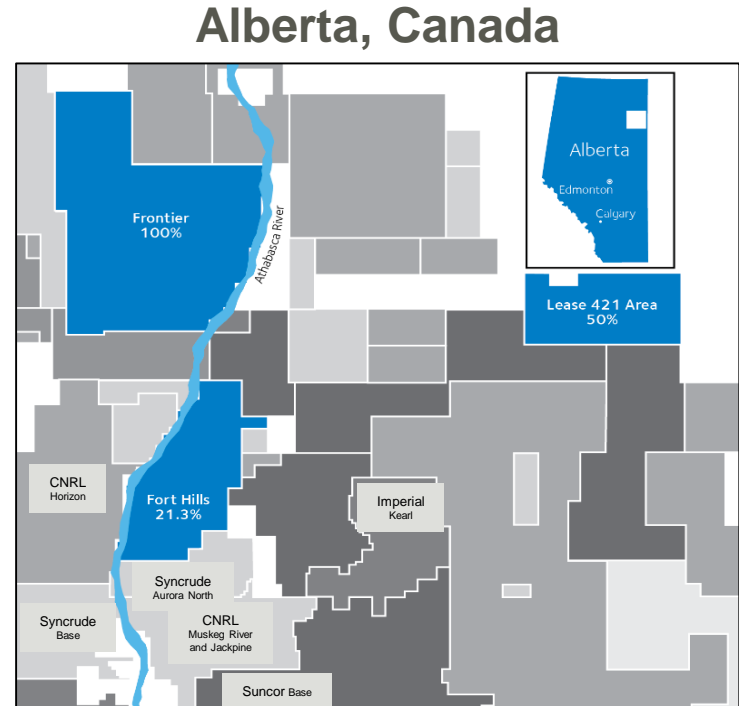 Alberta, Canada
Alberta
Edmonton
Calgary
Frontier
100%
Athabasca River
Lease 421 Area
50%
CNRL
Horizon
Fort Hills
21.3%
Imperial
Kearl
Syncrude
Aurora North
Syncrude
Base
CNRL
Muskeg River
and Jackpine
Suncor Base